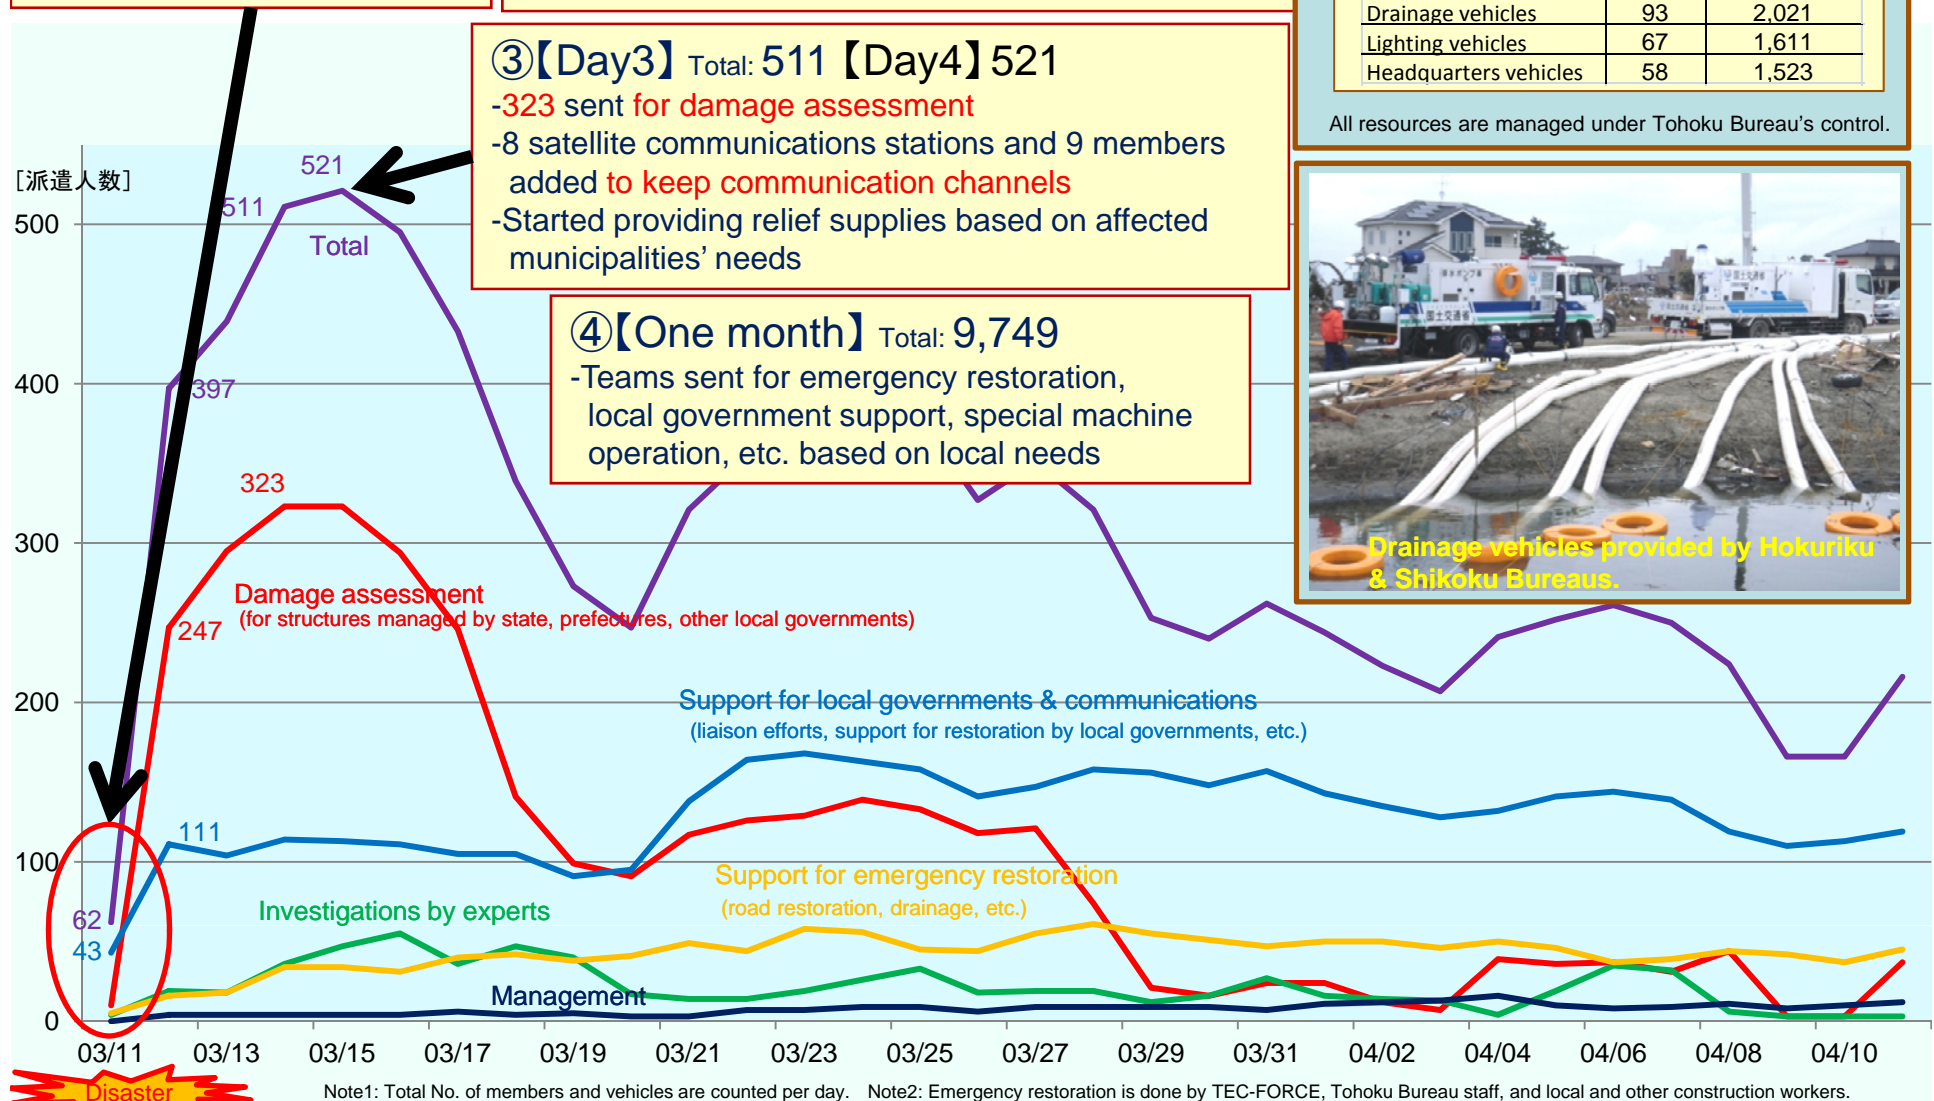 Drainage vehicles 93 2,021
Lighting vehicles 67 1,611
Headquarters vehicles 58 1,523
All resources are managed under Tohoku Bureau's control.
③【Day3】 Total: 511 【Day4】 521
-323 sent for damage assessment
-8 satellite communications stations and 9 members
added to keep communication channels
-Started providing relief supplies based on affected
municipalities' needs
④【One month】 Total: 9,749
-Teams sent for emergency restoration,
local government support, special machine
operation, etc. based on local needs
国土交通省
Drainage vehicles provided by Hokuriku
& Shikoku Bureaus.
[派遣人数]
500
400
300
200
100
0
521
511
Total
397
323
Damage assessment
(for structures managed by state, prefectures, other local governments)
247
Support for local governments & communications
(liaison efforts, support for restoration by local governments, etc.)
111
Support for emergency restoration
(road restoration, drainage, etc.)
Investigations by experts
62
43
Management
03/11 03/13 03/15 03/17 03/19 03/21 03/23 03/25 03/27 03/29 03/31 04/02 04/04 04/06 04/08 04/10
Disaster
Note1: Total No. of members and vehicles are counted per day. Note2: Emergency restoration is done by TEC-FORCE, Tohoku Bureau staff, and local and other construction workers.